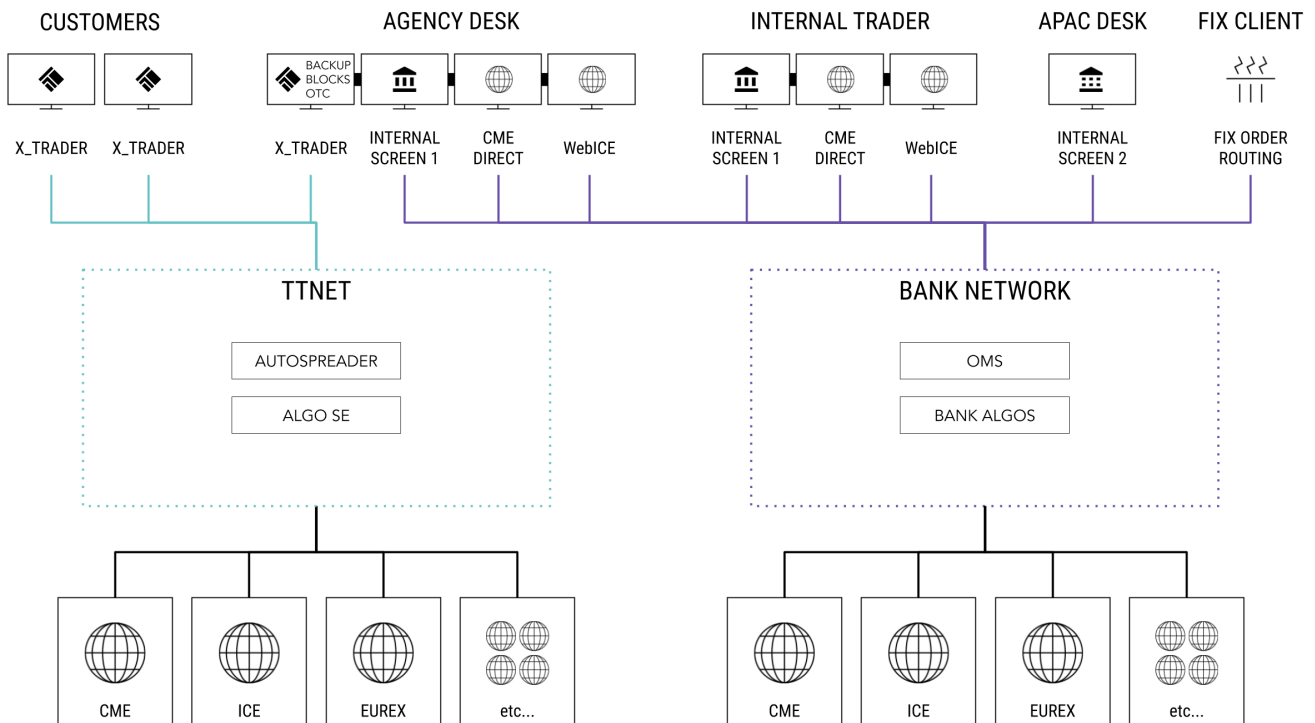 CUSTOMERS
AGENCY DESK
INTERNAL TRADER
APAC DESK
FIX CLIENT
BACKUP
BLOCKS
OTC
X_TRADER
X_TRADER
X_TRADER
INTERNAL
SCREEN 1
CME
DIRECT
WebICE
INTERNAL
SCREEN 1
CME
DIRECT
WebICE
INTERNAL
SCREEN 2
FIX ORDER
ROUTING
TTNET
AUTOSPREADER
ALGO SE
BANK NETWORK
OMS
BANK ALGOS
CME
ICE
EUREX
etc...
CME
ICE
EUREX
etc...